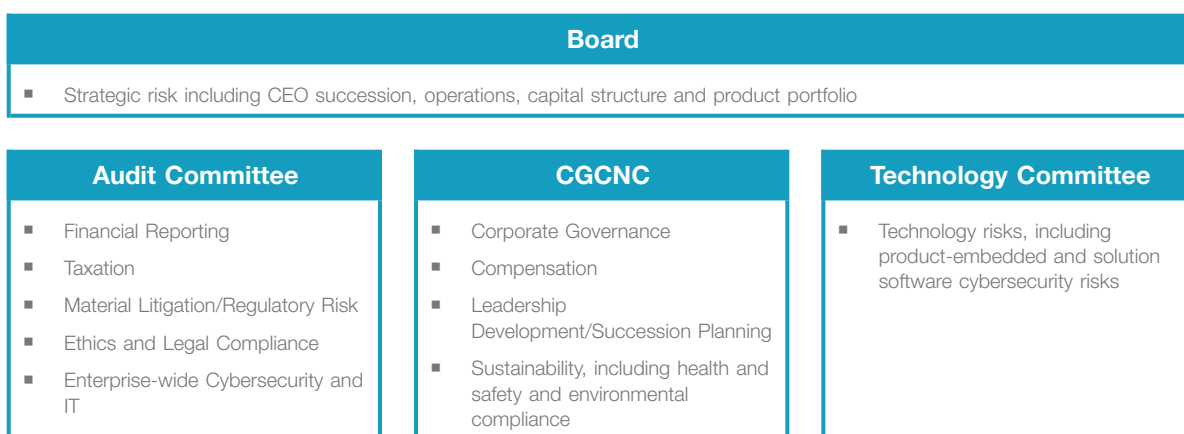 Board
■ Strategic risk including CEO succession, operations, capital structure and product portfolio
Audit Committee
■ Financial Reporting
■ Taxation
■ Material Litigation/Regulatory Risk
■ Ethics and Legal Compliance
■ Enterprise-wide Cybersecurity and
IT
CGCNC
■ Corporate Governance
■ Compensation
■ Leadership
Development/Succession Planning
■ Sustainability, including health and
safety and environmental
compliance
Technology Committee
■ Technology risks, including
product-embedded and solution
software cybersecurity risks